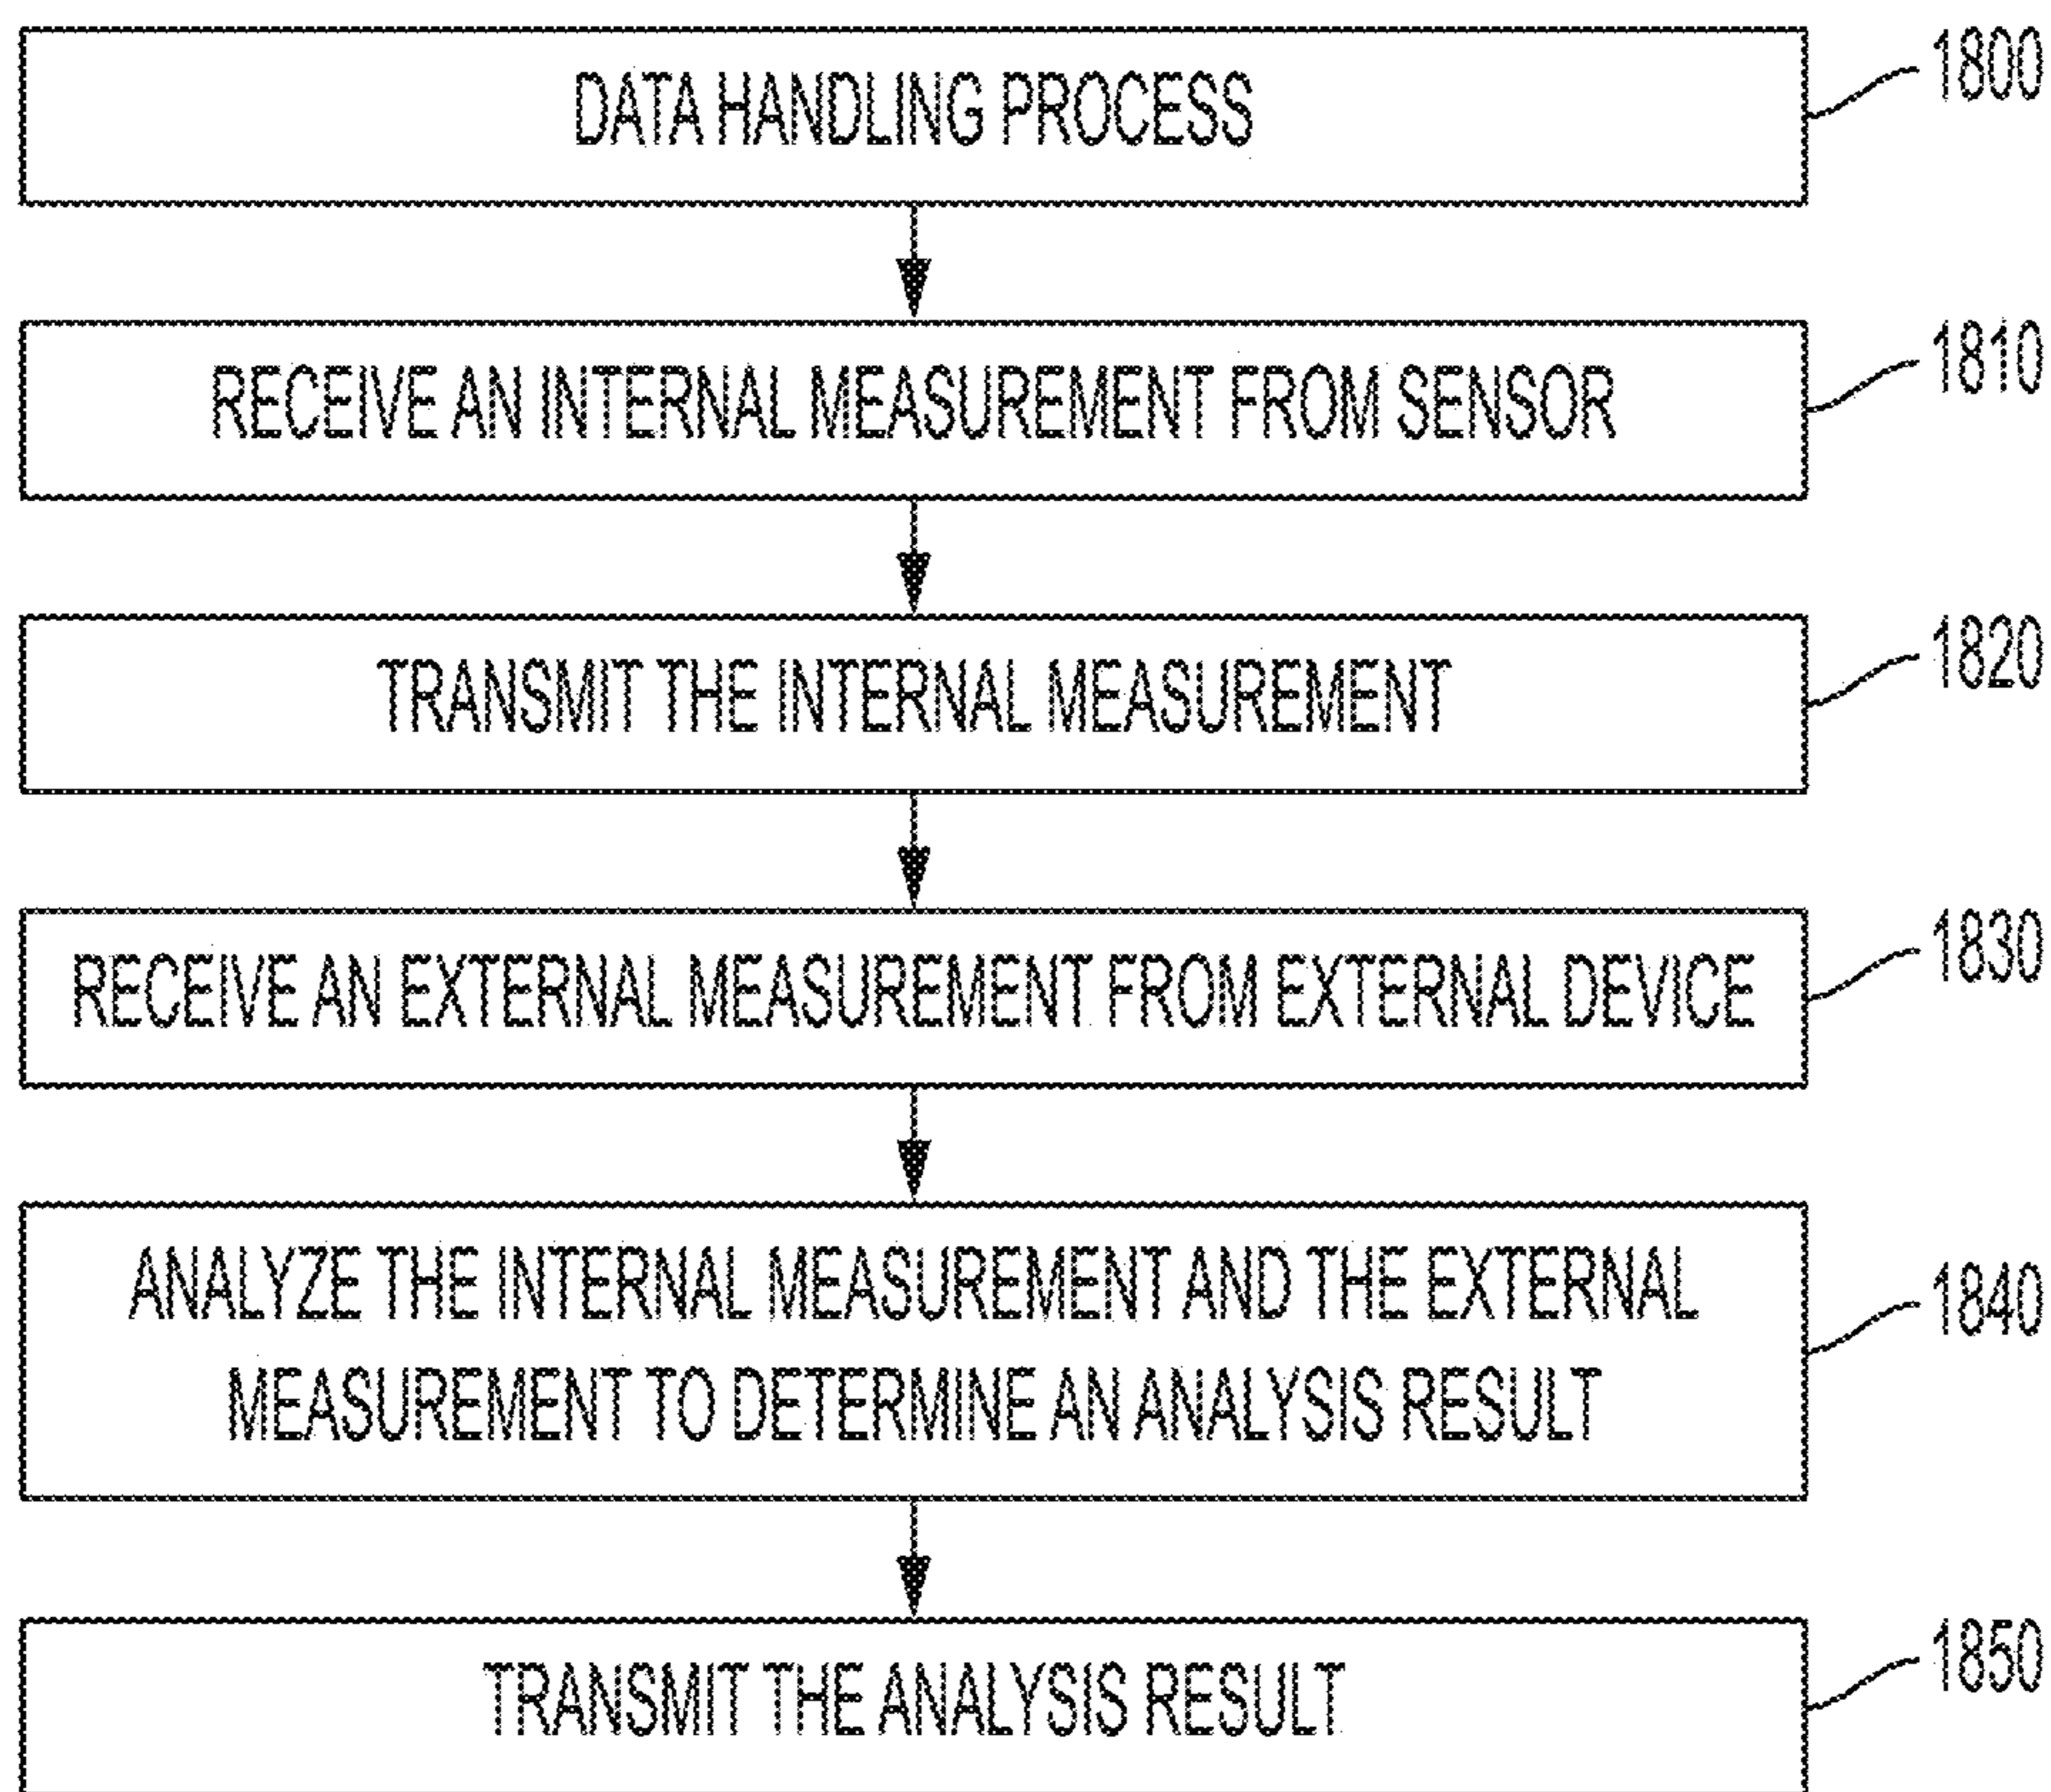 DATA HANDLING PROCESS
1800
RECEIVE AN INTERNAL MEASUREMENT FROM SENSOR
1810
TRANSMIT THE INTERNAL MEASUREMENT
1820
RECEIVE AN EXTERNAL MEASUREMENT FROM EXTERNAL DEVICE
1830
ANALYZE THE INTERNAL MEASUREMENT AND THE EXTERNAL
MEASUREMENT TO DETERMINE AN ANALYSIS RESULT
1840
TRANSMIT THE ANALYSIS RESULT
1850